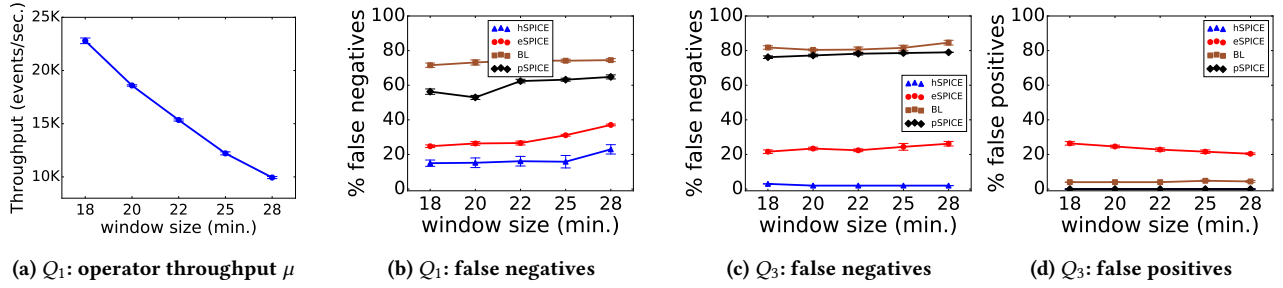 Throughput (events/sec.)
25K
20K
15K
10K
18 20 22 25 28
window size (min.)
% false negatives
100
80
60
40
20
0
hSPICE
eSPICE
BL
pSPICE
18 20 22 25 28
window size (min.)
% false negatives
100
80
60
40
20
0
hSPICE
eSPICE
BL
pSPICE
18 20 22 25 28
window size (min.)
% false positives
100
80
60
40
20
0
hSPICE
eSPICE
BL
pSPICE
18 20 22 25 28
window size (min.)
(a) Q1: operator throughput μ
(b) Q1: false negatives
(c) Q3: false negatives
(d) Q3: false positives